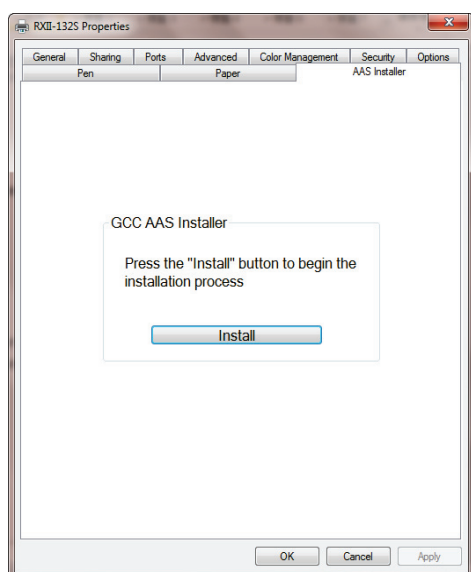 RXII-132S Properties
General Sharing Ports Advanced Color Management Security Options
Pen Paper AAS Installer
GCC AAS Installer
Press the "Install" button to begin the
installation process
Install
OK Cancel Apply